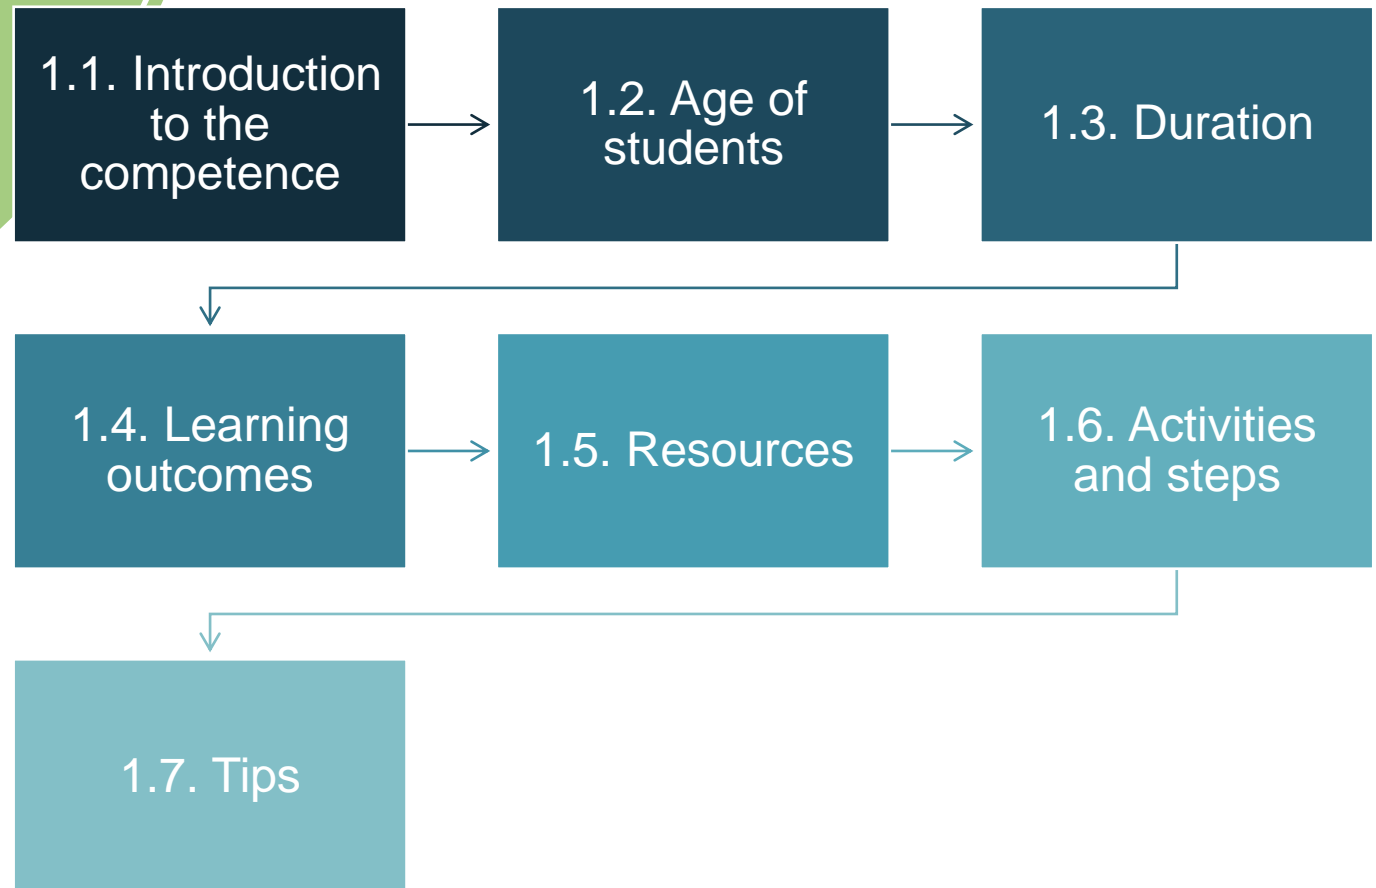 1.1. Introduction
to the
competence
1.2. Age of
students
1.3. Duration
1.4. Learning
outcomes
1.5. Resources
1.6. Activities
and steps
1.7. Tips